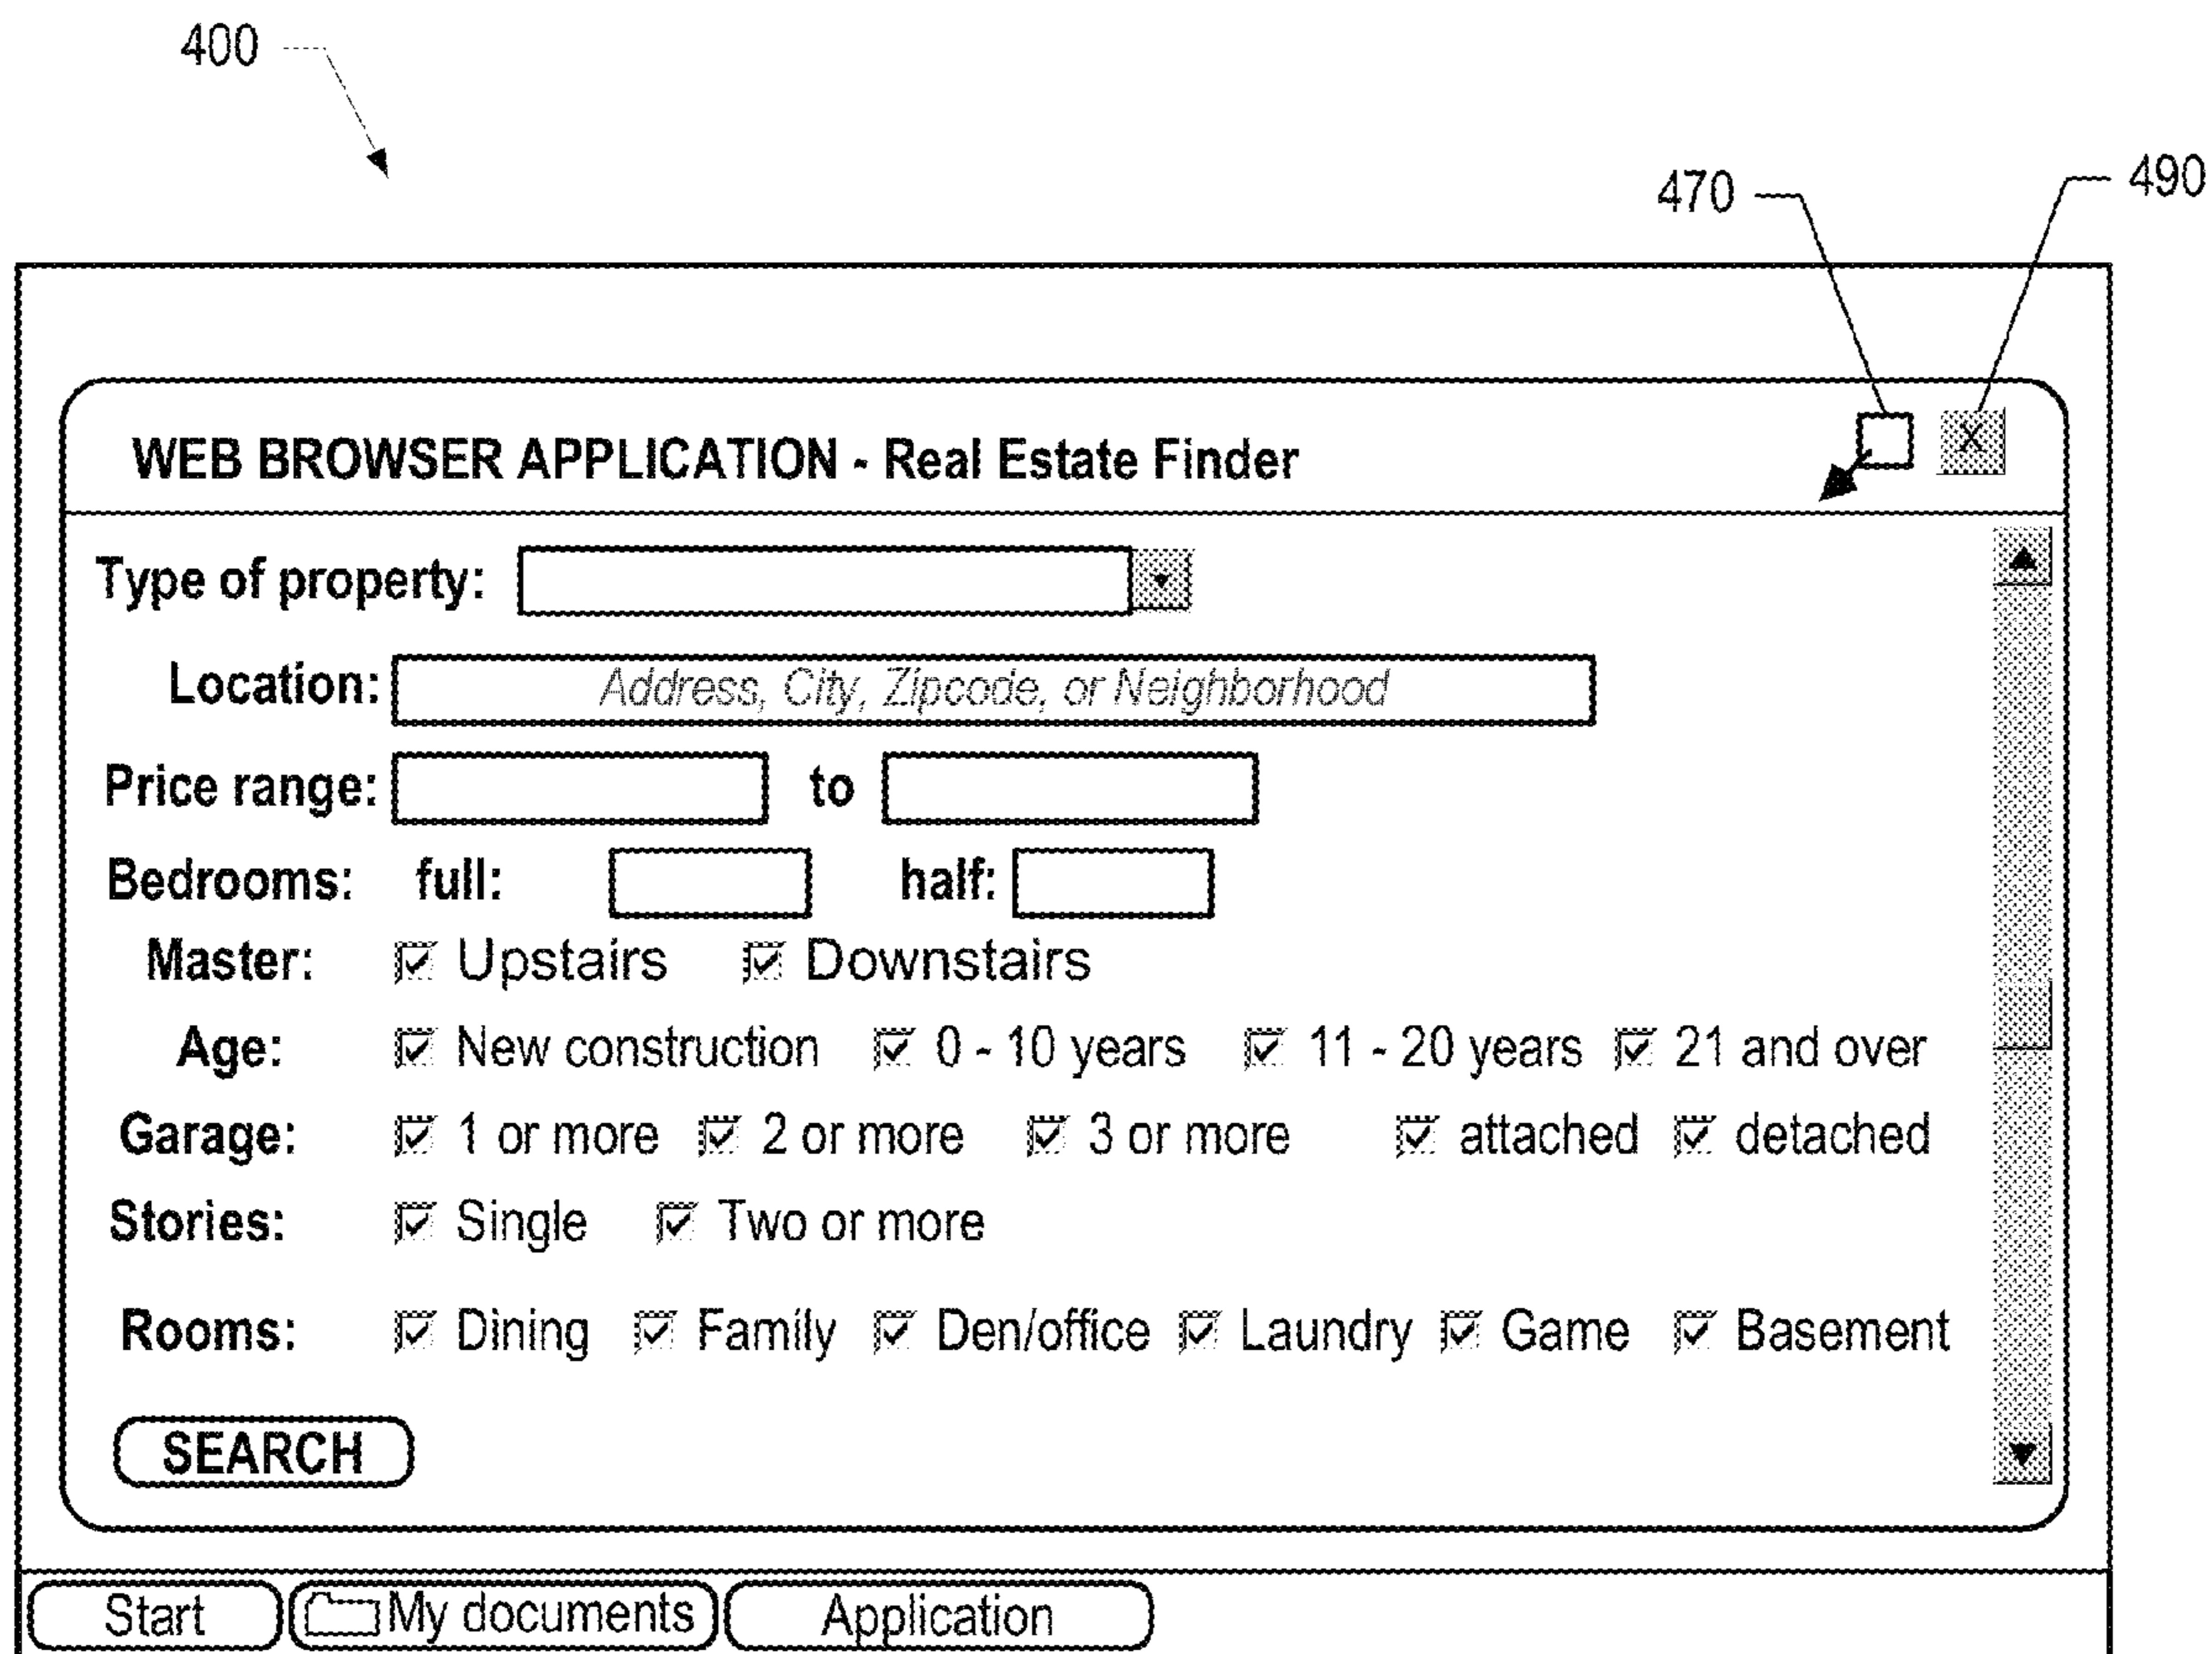 400
470
490
WEB BROWSER APPLICATION - Real Estate Finder
X
Type of property:
Location: Address, City, Zipcode, or Neighborhood
Price range: to
Bedrooms: full: half:
Master: Upstairs Downstairs
Age: New construction 0 - 10 years 11 - 20 years 21 and over
Garage: 1 or more 2 or more 3 or more attached detached
Stories: Single Two or more
Rooms: Dining Family Den/office Laundry Game Basement
SEARCH
Start My documents Application